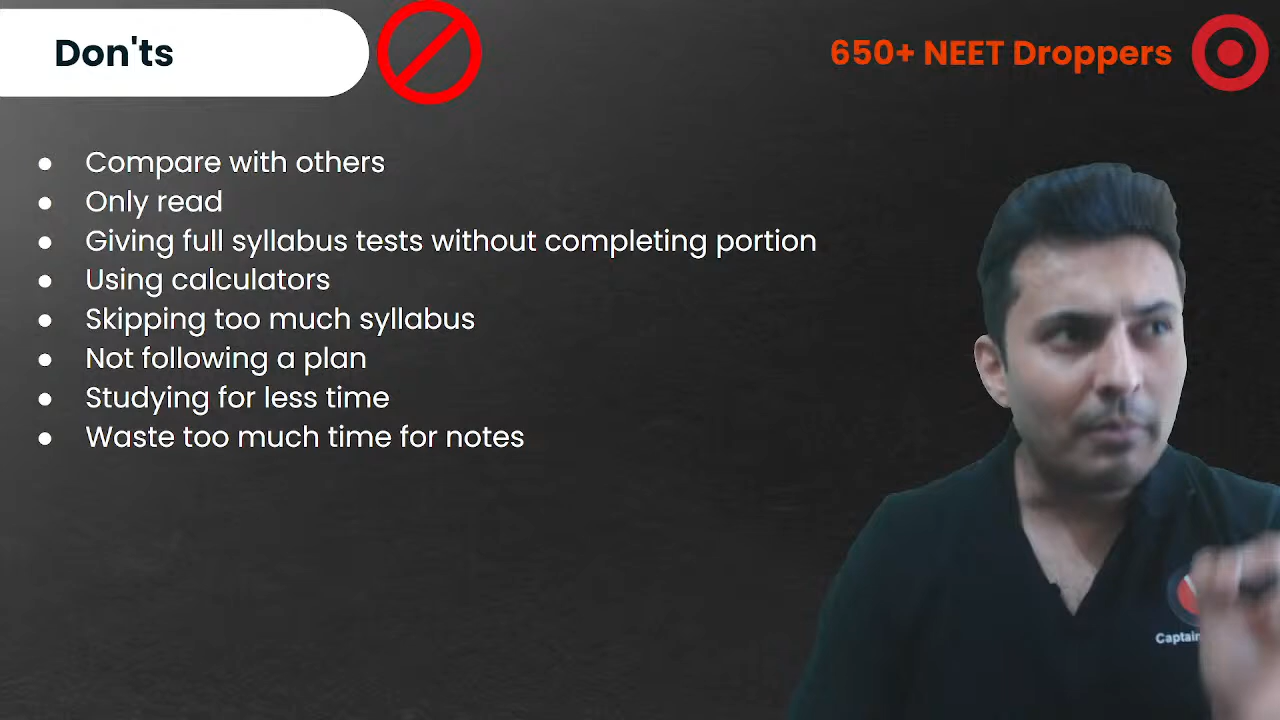 Don'ts
650+ NEET Droppers
● Compare with others
● Only read
● Giving full syllabus tests without completing portion
● Using calculators
● Skipping too much syllabus
● Not following a plan
● Studying for less time
● Waste too much time for notes
Captain